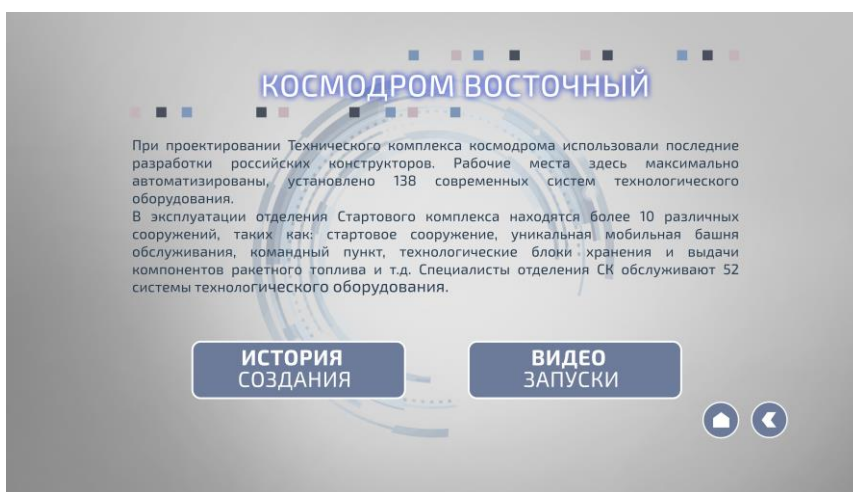 КОСМОДРОМ ВОСТОЧНЫЙ
При проектировании Технического комплекса космодрома использовали последние
разработки российских конструкторов. Рабочие места здесь максимально
автоматизированы, установлено 138 современных систем технологического
оборудования.
В эксплуатации отделения Стартового комплекса находятся более 10 различных
сооружений, таких как: стартовое сооружение, уникальная мобильная башня
обслуживания, командный пункт, технологические блоки хранения и выдачи
компонентов ракетного топлива и т.д. Специалисты отделения СК обслуживают 52
системы технологического оборудования.
ИСТОРИЯ
СОЗДАНИЯ
ВИДЕО
ЗАПУСКИ